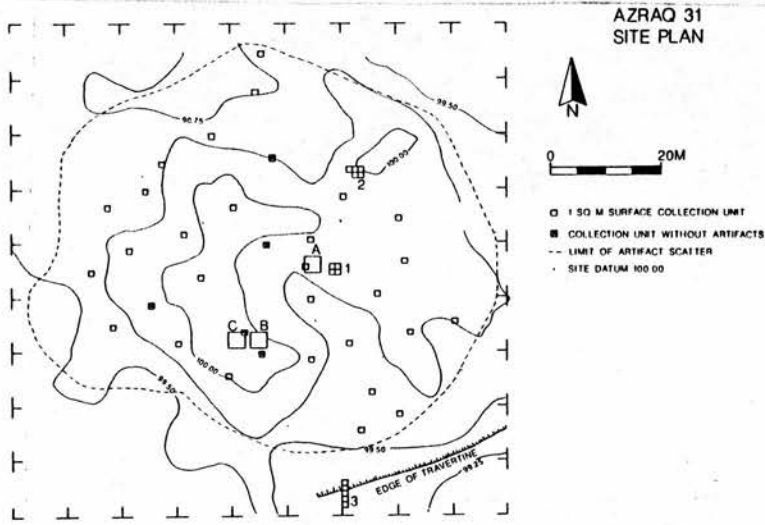 AZRAQ 31
SITE PLAN
N
0 20M
1 SQ M SURFACE COLLECTION UNIT
COLLECTION UNIT WITHOUT ARTIFACTS
LIMIT OF ARTIFACT SCATTER
SITE DATUM 100 00
99.50
90.75
100.00
2
A
1
C B
100.00
99.50
99.50
EDGE OF TRAVERTINE
99.25
3